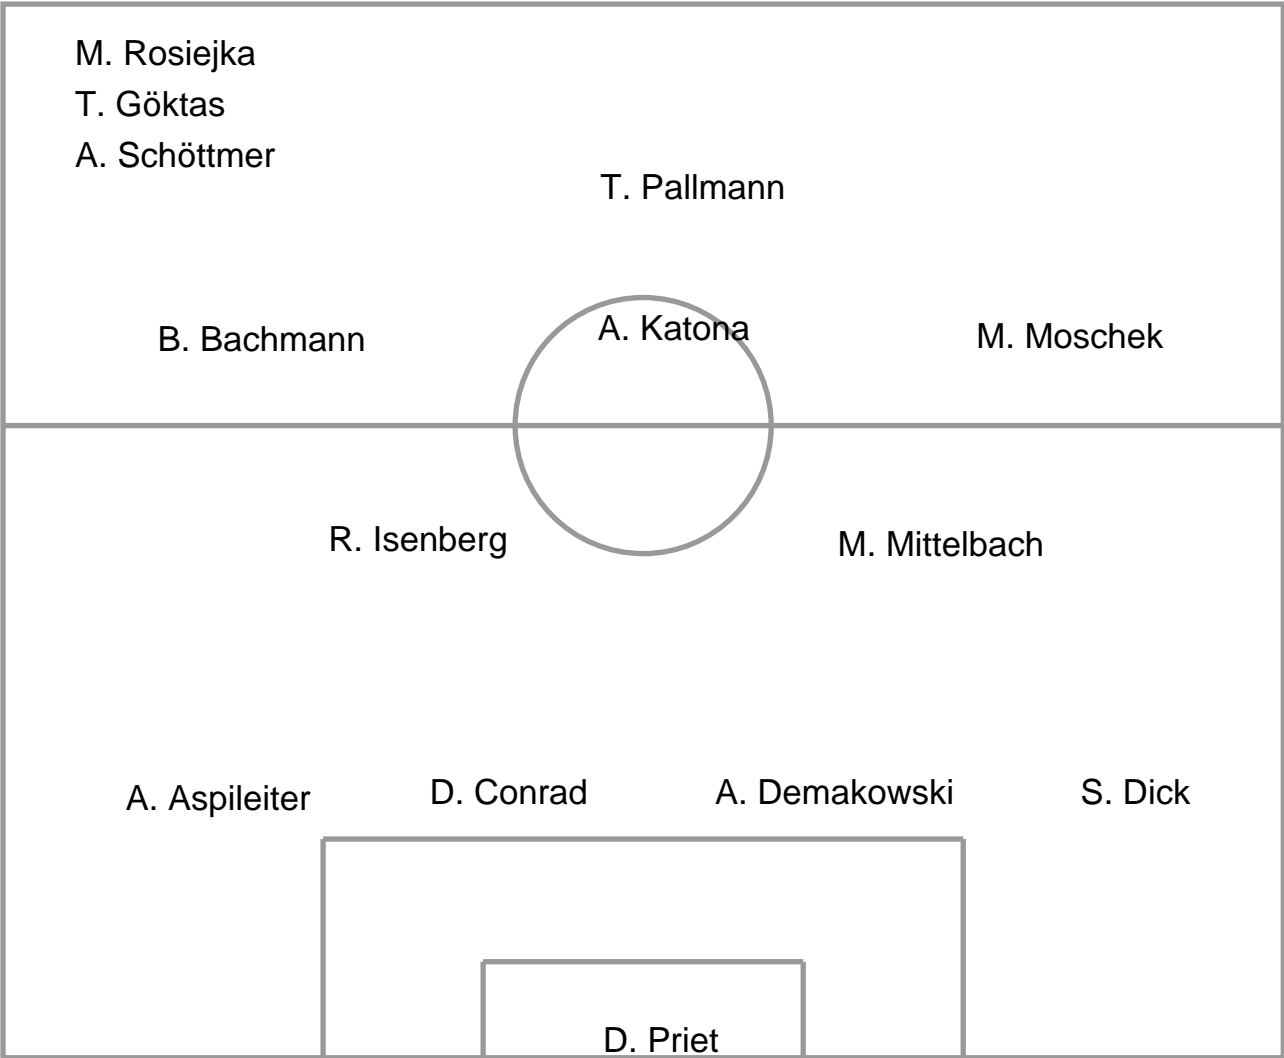 M. Rosiejka
T. Göktas
A. Schöttmer
T. Pallmann
B. Bachmann
A. Katona
M. Moschek
R. Isenberg
M. Mittelbach
A. Aspileiter
D. Conrad
A. Demakowski
S. Dick
D. Priet